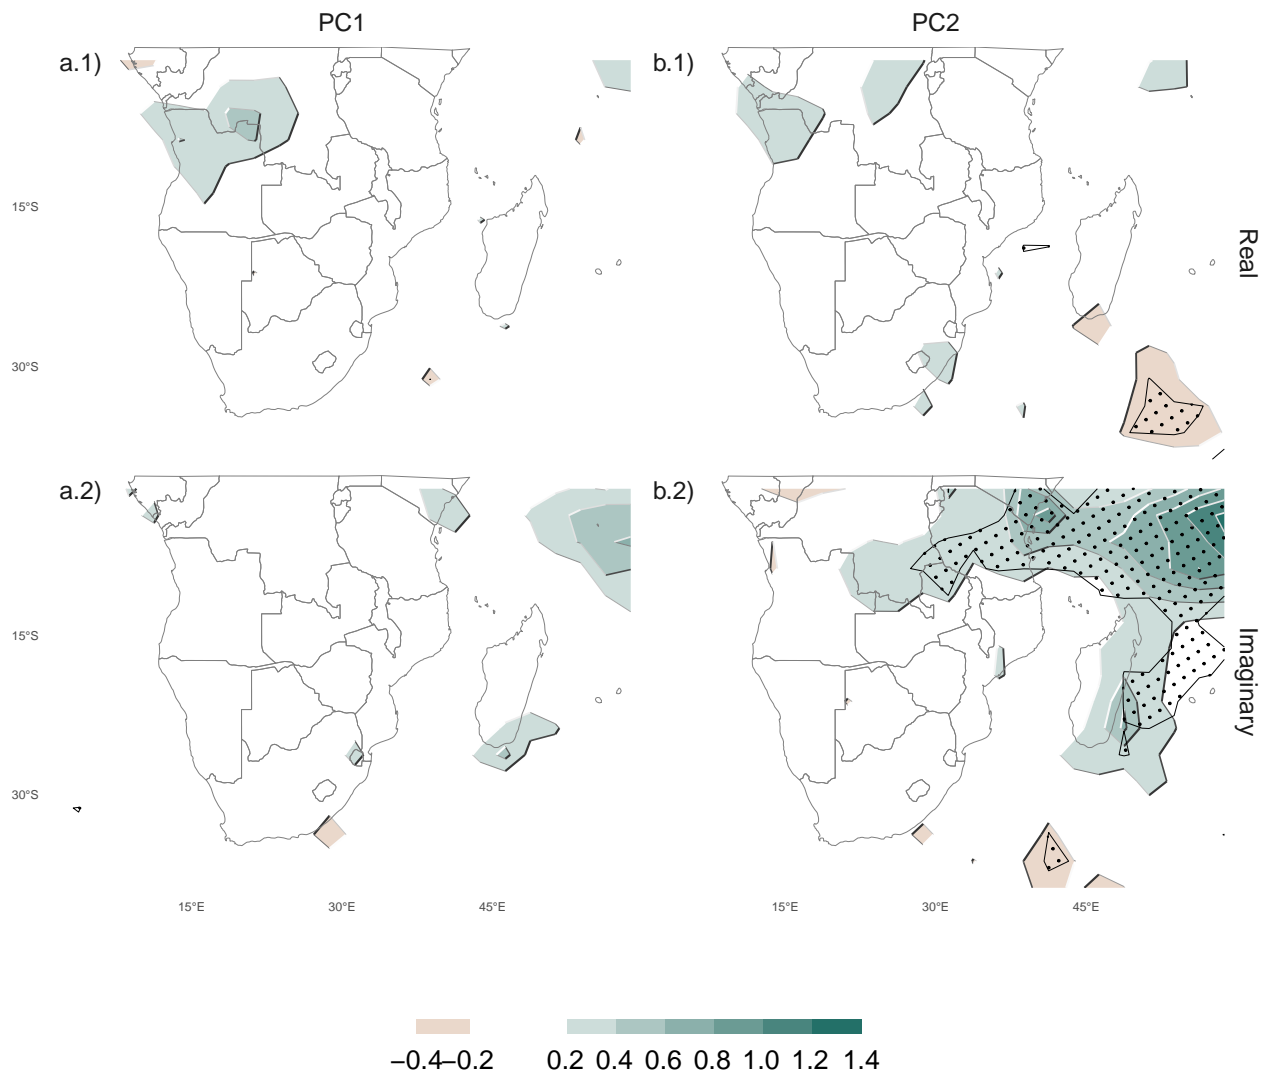 PC1 PC2
a.1) b.1)
15°S
Real
30°S
a.2) b.2)
15°S
Imaginary
30°S
15°E 30°E 45°E 15°E 30°E 45°E
−0.4−0.2 0.2 0.4 0.6 0.8 1.0 1.2 1.4